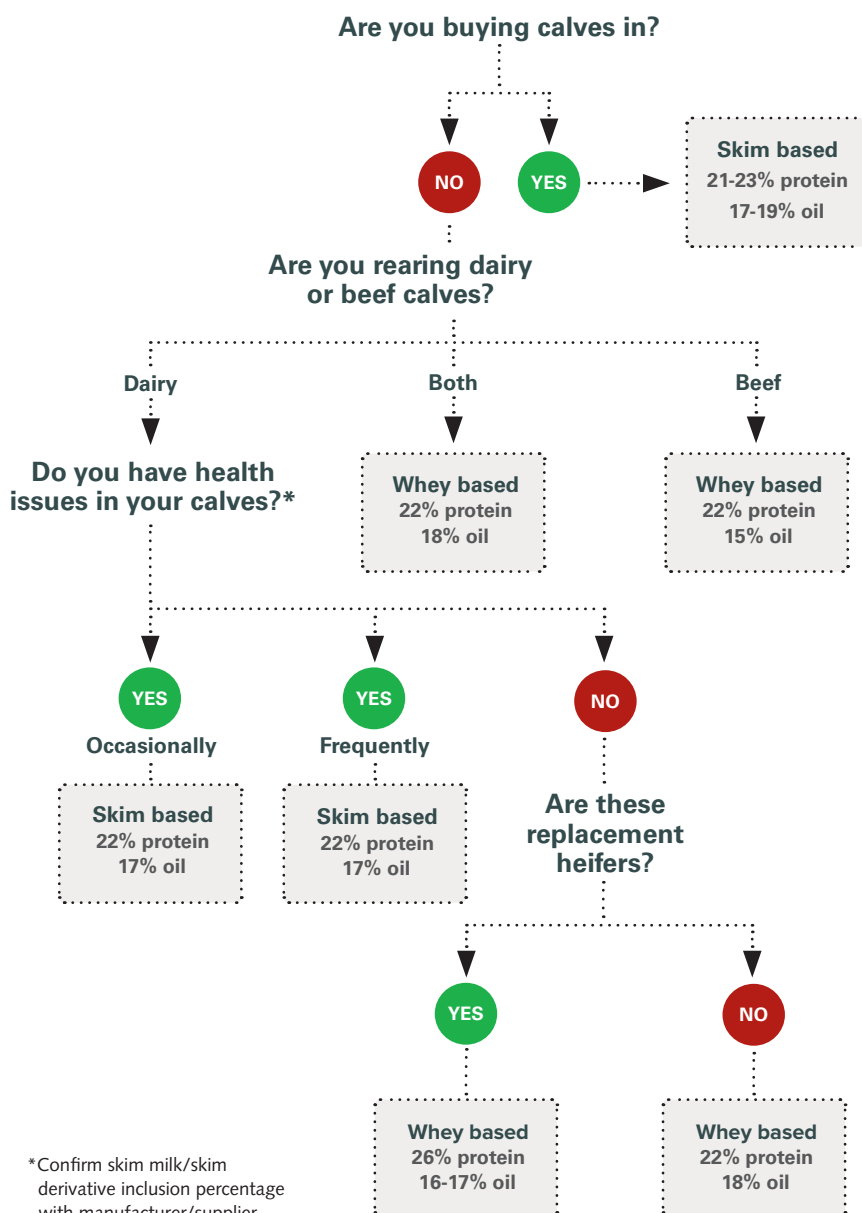 Are you buying calves in?
NO
YES
Skim based
21-23% protein
17-19% oil
Are you rearing dairy
or beef calves?
Dairy
Both
Beef
Do you have health
issues in your calves?*
Whey based
22% protein
18% oil
Whey based
22% protein
15% oil
YES
Occasionally
YES
Frequently
NO
Skim based
22% protein
17% oil
Skim based
22% protein
17% oil
Are these
replacement
heifers?
YES
NO
Whey based
26% protein
16-17% oil
Whey based
22% protein
18% oil
*Confirm skim milk/skim
derivative inclusion percentage
with manufacturer/supplier